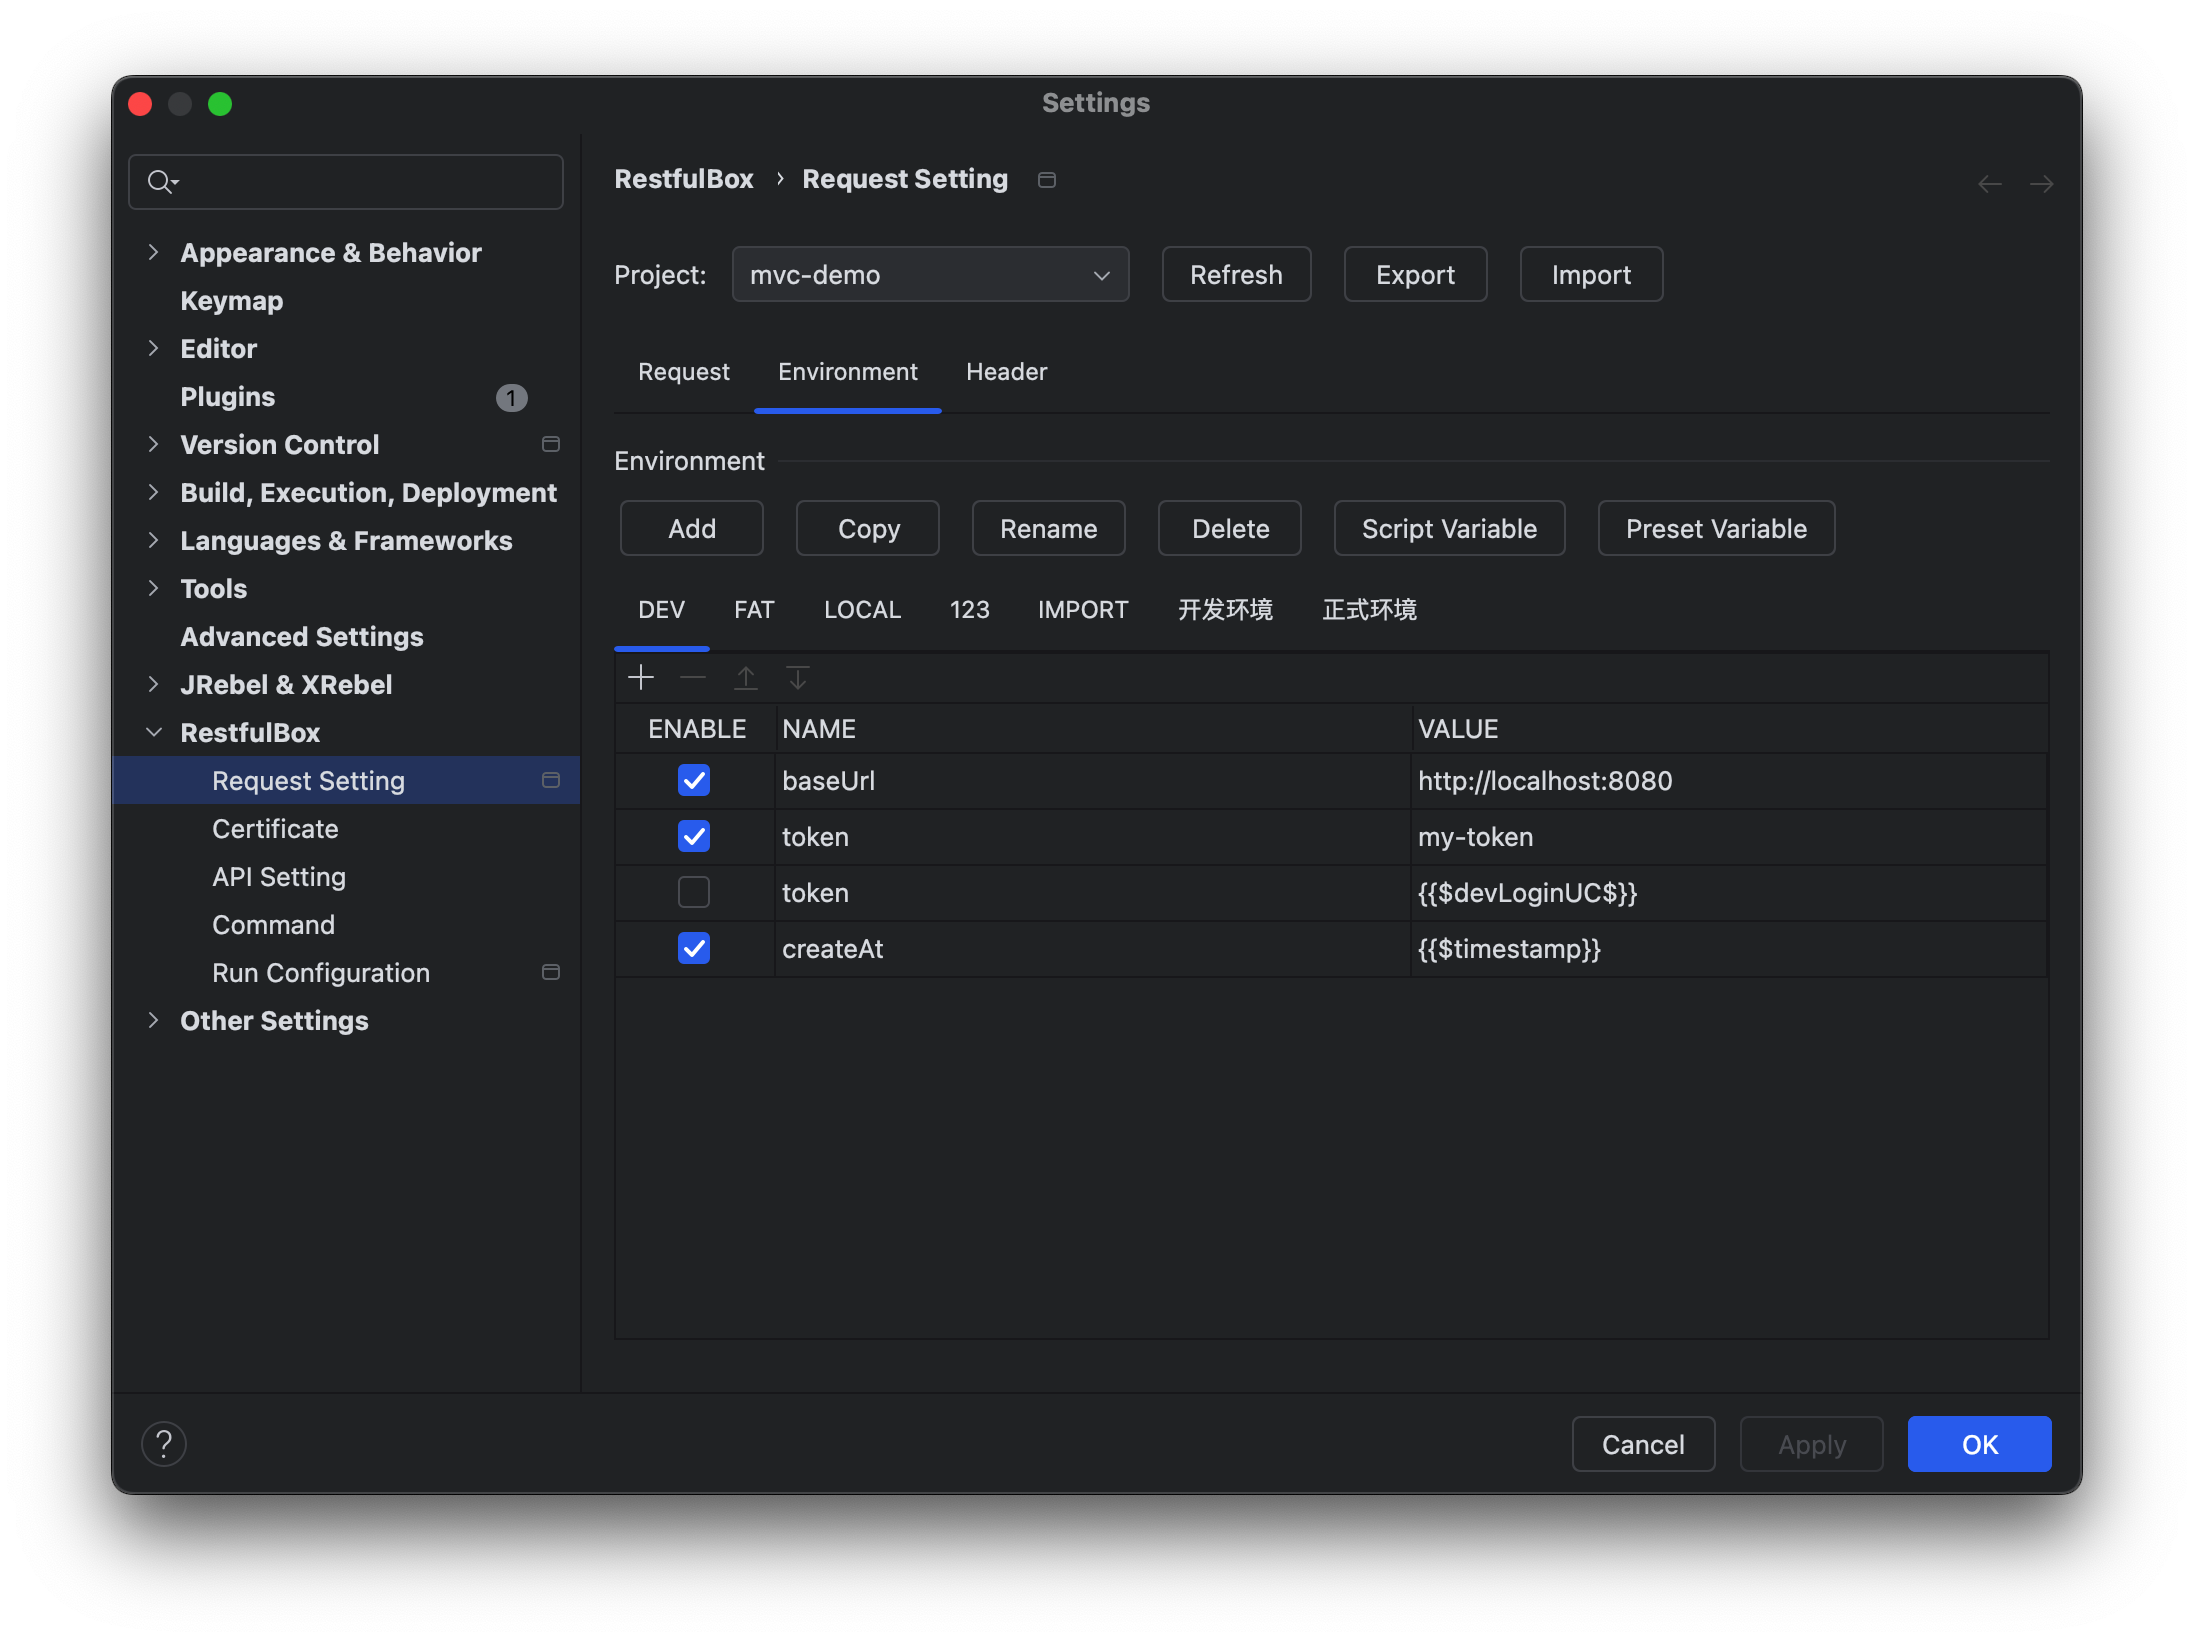 Settings
Appearance & Behavior
Keymap
Editor
Plugins 1
Version Control
Build, Execution, Deployment
Languages & Frameworks
Tools
Advanced Settings
JRebel & XRebel
RestfulBox
Request Setting
Certificate
API Setting
Command
Run Configuration
Other Settings
RestfulBox › Request Setting
Project: mvc-demo Refresh Export Import
Request Environment Header
Environment
Add Copy Rename Delete Script Variable Preset Variable
DEV FAT LOCAL 123 IMPORT 开发环境 正式环境
ENABLE NAME VALUE
baseUrl http://localhost:8080
token my-token
token {{$devLoginUC$}}
createAt {{$timestamp}}
? Cancel Apply OK